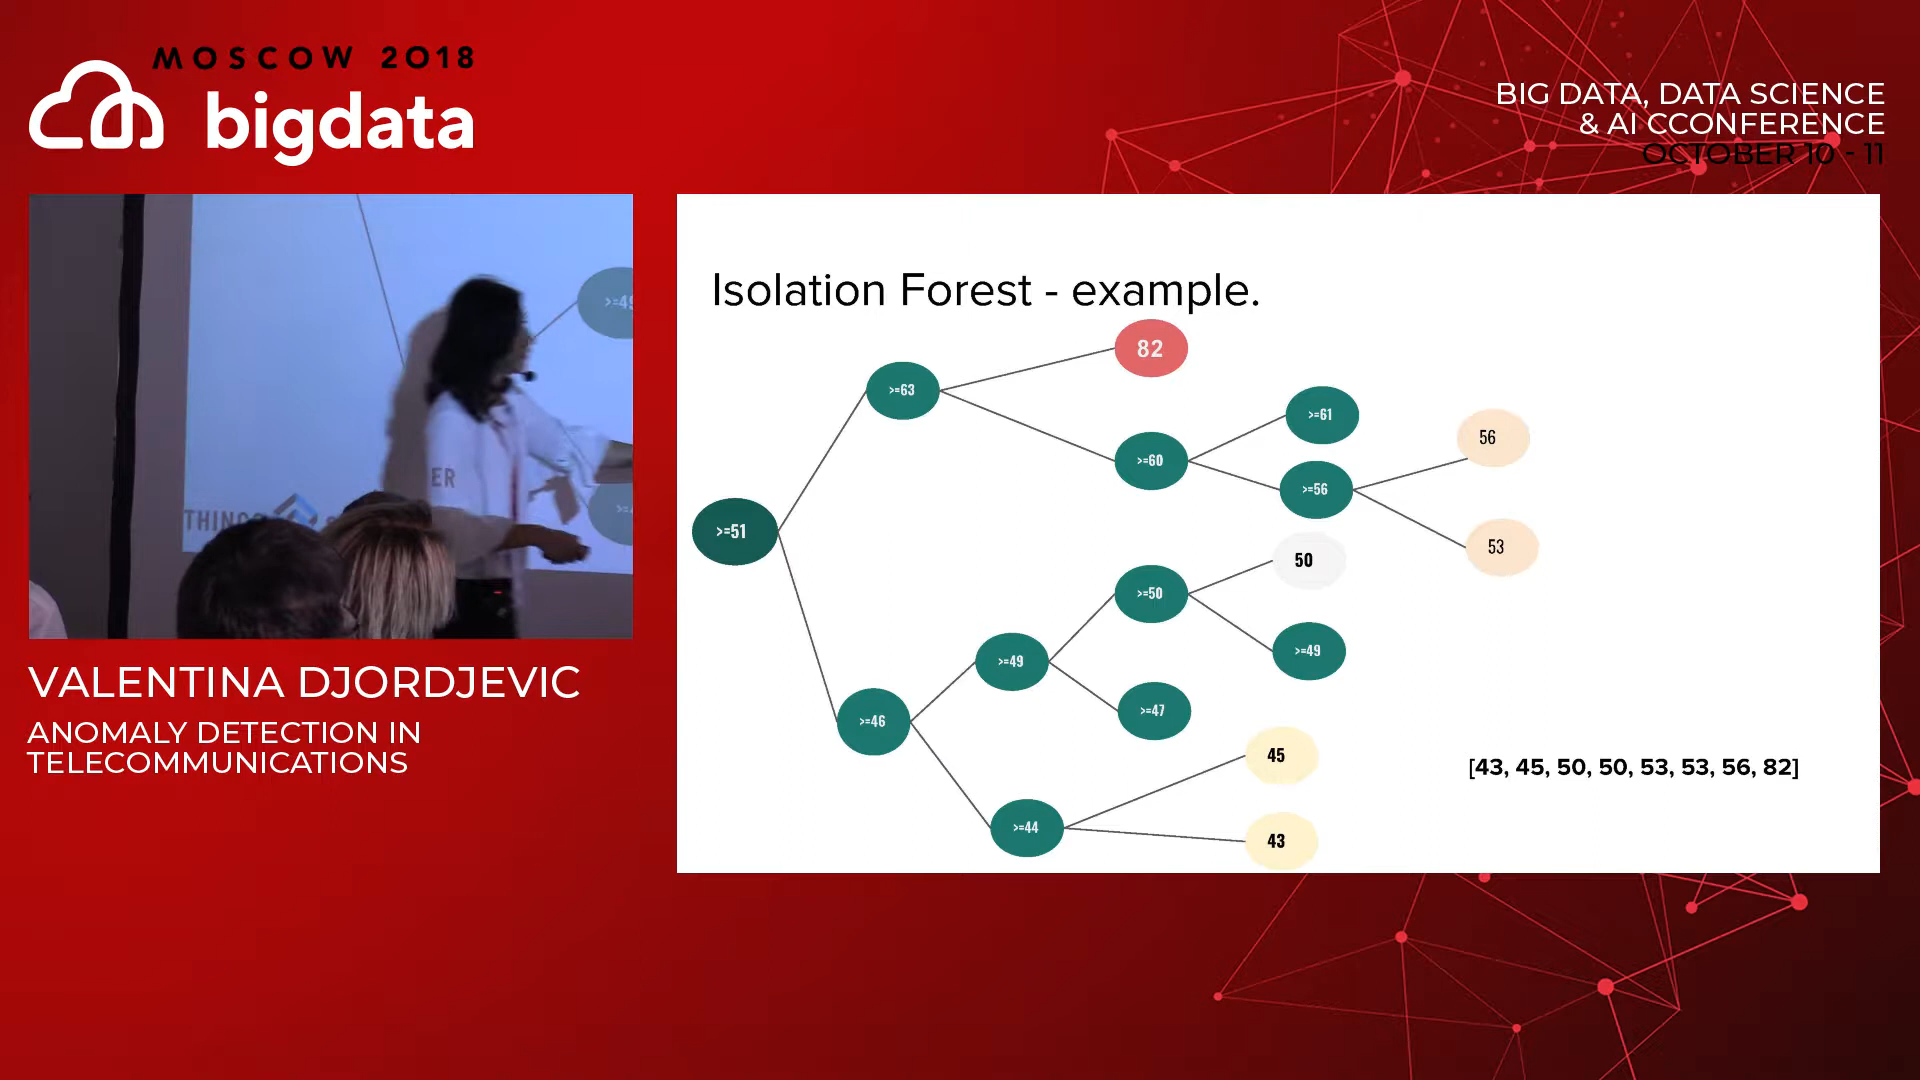 MOSCOW 2018
bigdata
BIG DATA, DATA SCIENCE
& AI CCONFERENCE
OCTOBER 10 - 11
ER
VALENTINA DJORDJEVIC
ANOMALY DETECTION IN
TELECOMMUNICATIONS
Isolation Forest - example.
82
>=63
>=61
56
>=60
>=56
>=51
53
50
>=50
>=49
>=49
>=47
>=46
45
[43, 45, 50, 50, 53, 53, 56, 82]
>=44
43